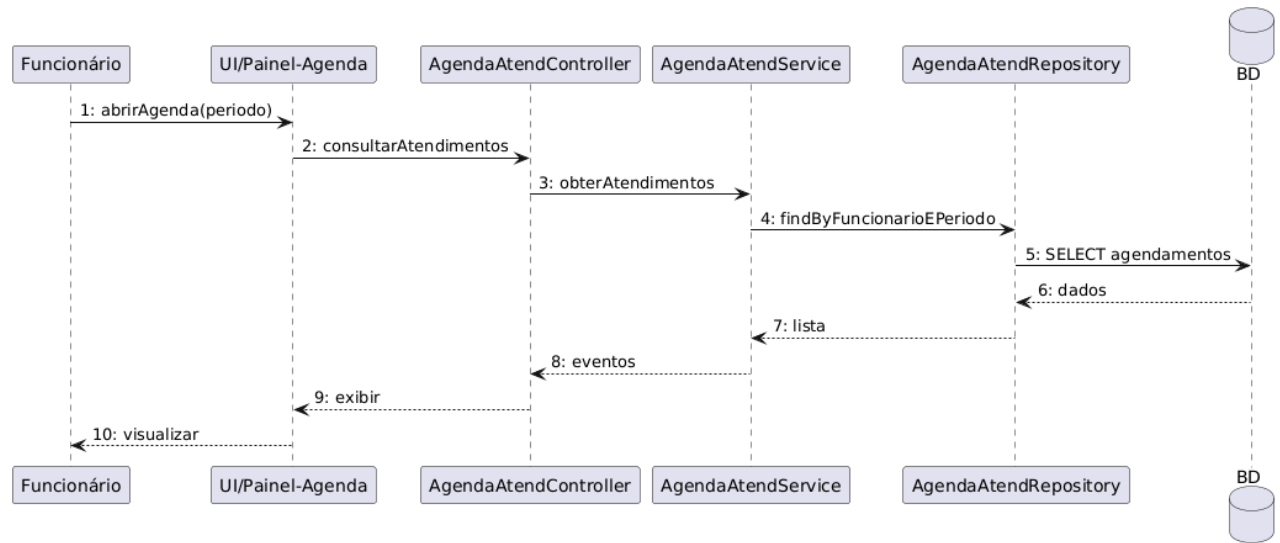 BD
Funcionário
UI/Painel-Agenda
AgendaAtendController
AgendaAtendService
AgendaAtendRepository
1: abrirAgenda(periodo)
2: consultarAtendimentos
3: obterAtendimentos
4: findByFuncionarioEPeriodo
5: SELECT agendamentos
6: dados
7: lista
8: eventos
9: exibir
10: visualizar
Funcionário
UI/Painel-Agenda
AgendaAtendController
AgendaAtendService
AgendaAtendRepository
BD